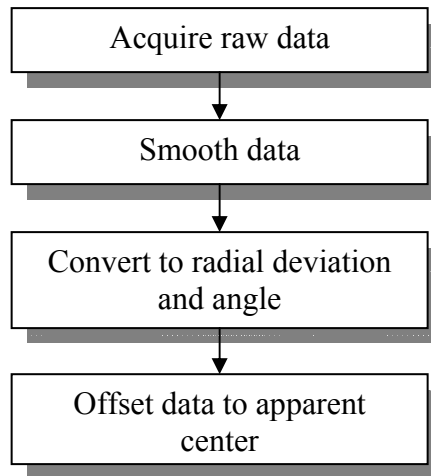 Acquire raw data
Smooth data
Convert to radial deviation
and angle
Offset data to apparent
center